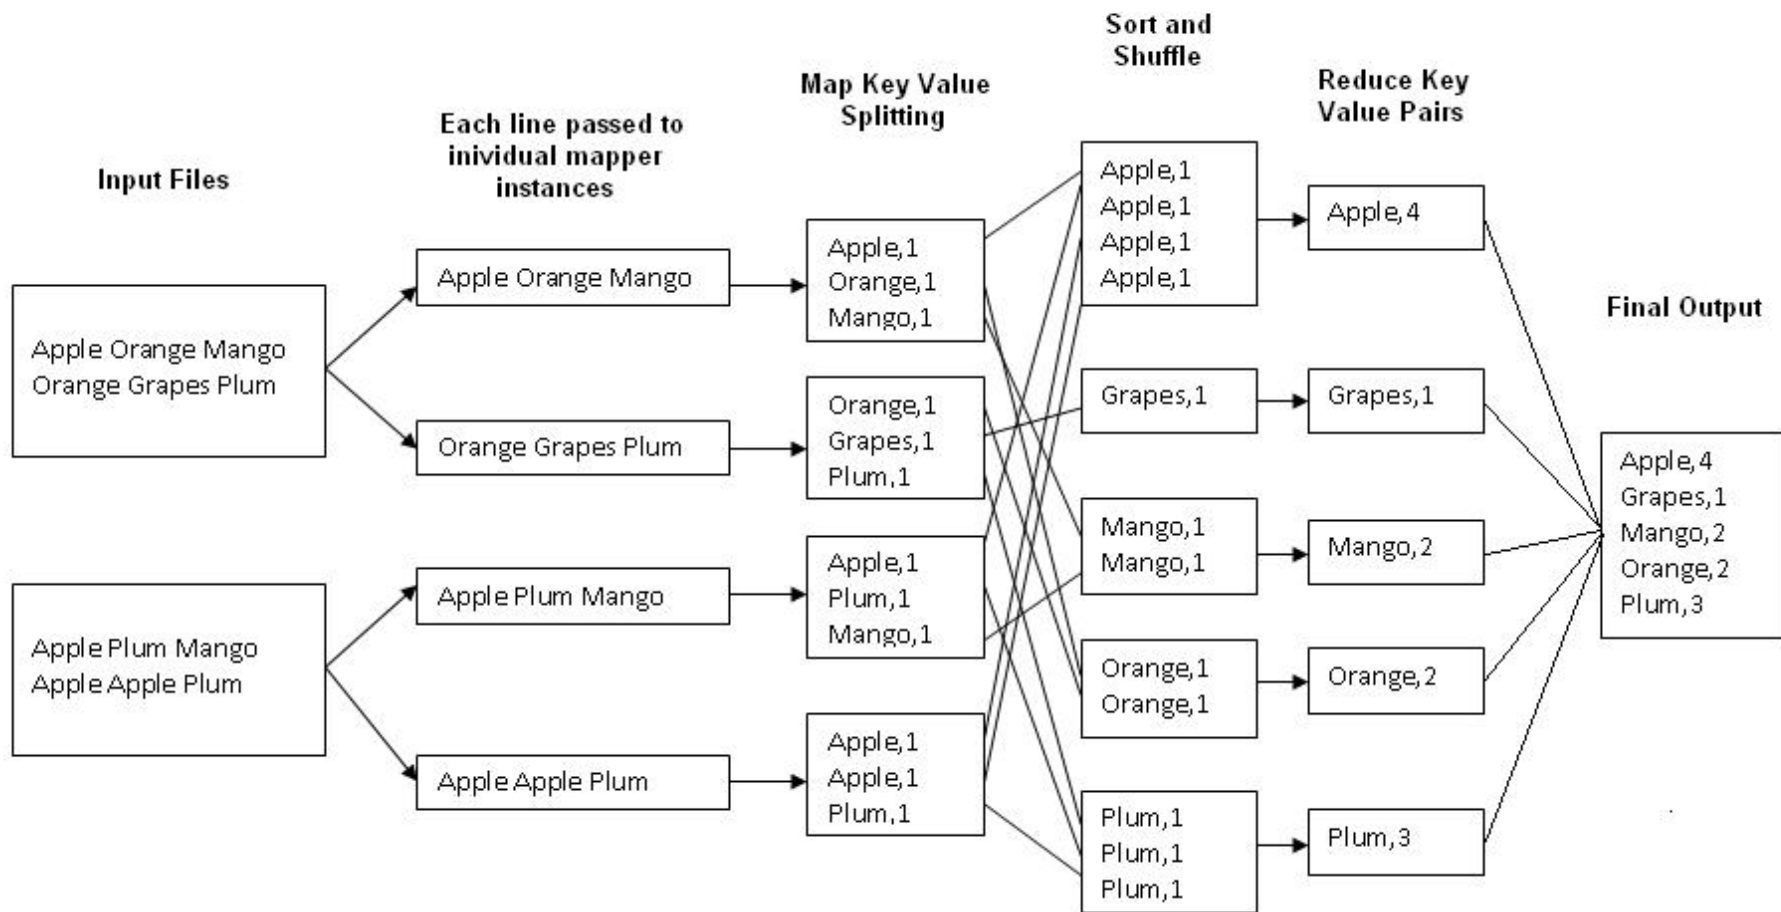 Input Files
Each line passed to
inividual mapper
instances
Map Key Value
Splitting
Sort and
Shuffle
Reduce Key
Value Pairs
Final Output
Apple Orange Mango
Orange Grapes Plum
Apple Plum Mango
Apple Apple Plum
Apple Orange Mango
Orange Grapes Plum
Apple Plum Mango
Apple Apple Plum
Apple,1
Orange,1
Mango,1
Orange,1
Grapes,1
Plum,1
Apple,1
Plum,1
Mango,1
Apple,1
Apple,1
Plum,1
Apple,1
Apple,1
Apple,1
Apple,1
Grapes,1
Mango,1
Mango,1
Orange,1
Orange,1
Plum,1
Plum,1
Plum,1
Apple,4
Grapes,1
Mango,2
Orange,2
Plum,3
Apple,4
Grapes,1
Mango,2
Orange,2
Plum,3